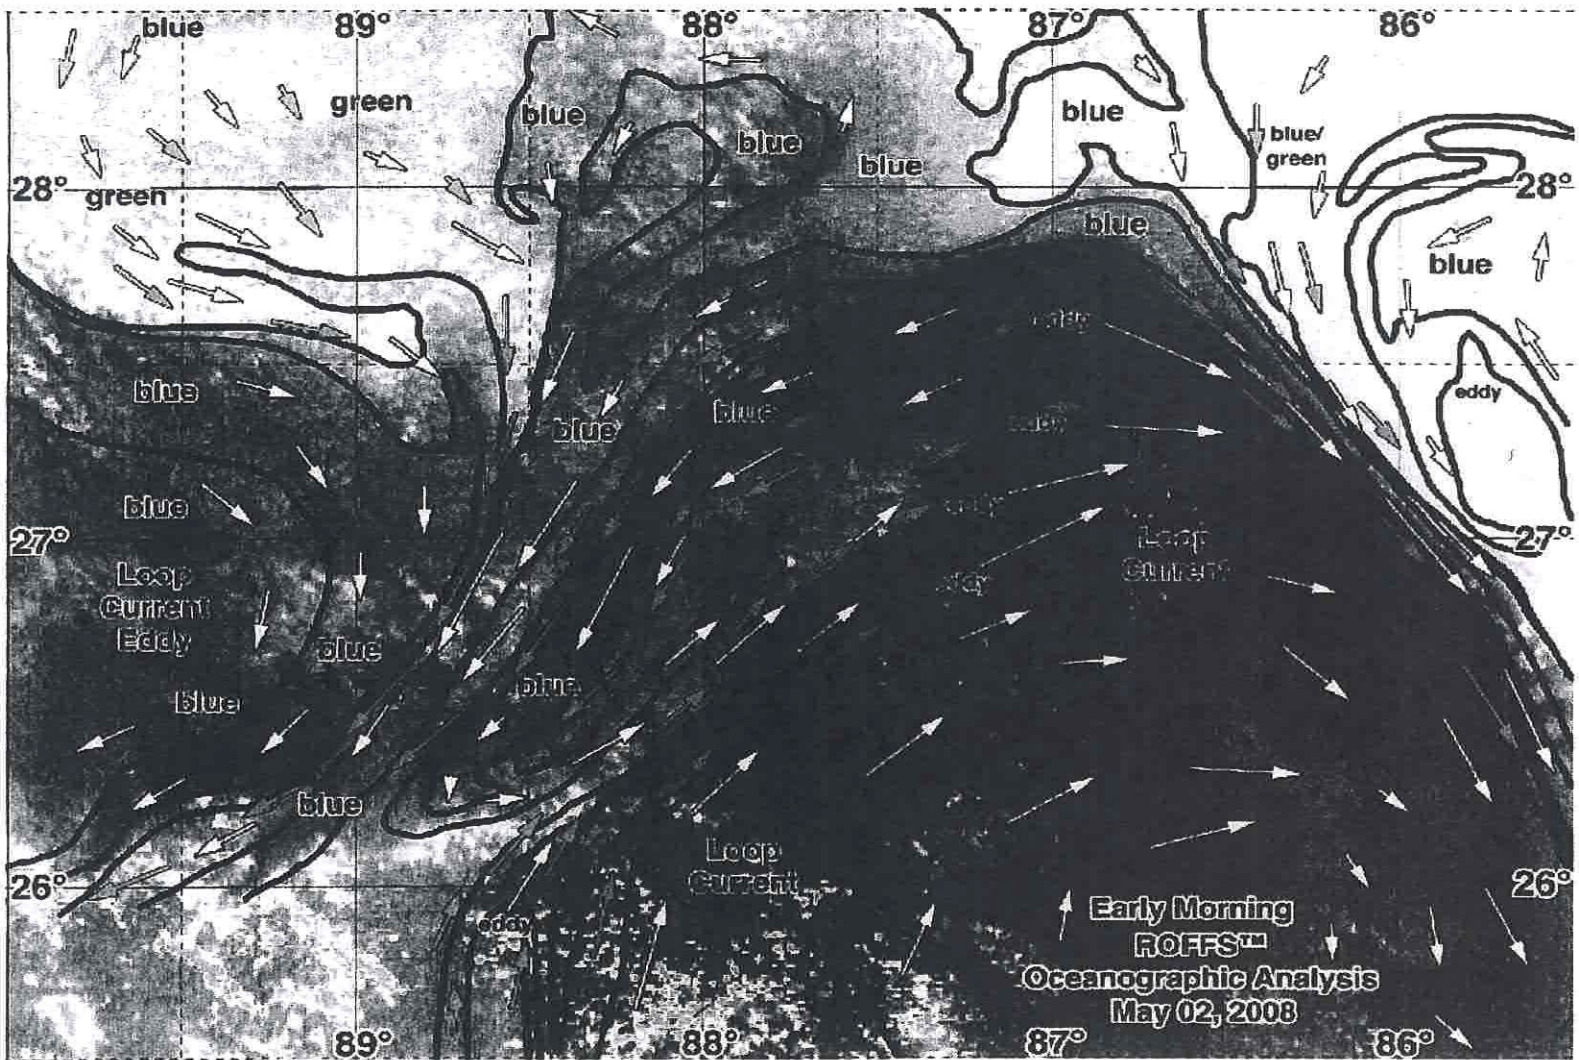 89°
88°
87°
86°
blue
green
blue
blue
blue
blue
blue/
green
28°
green
28°
blue
blue
eddy
blue
eddy
blue
blue
eddy
blue
27°
27°
Loop
Current
Loop
Current
Eddy
eddy
blue
blue
blue
blue
Loop
Current
26°
26°
eddy
Early Morning
ROFFS™
Oceanographic Analysis
May 02, 2008
89°
88°
87°
86°